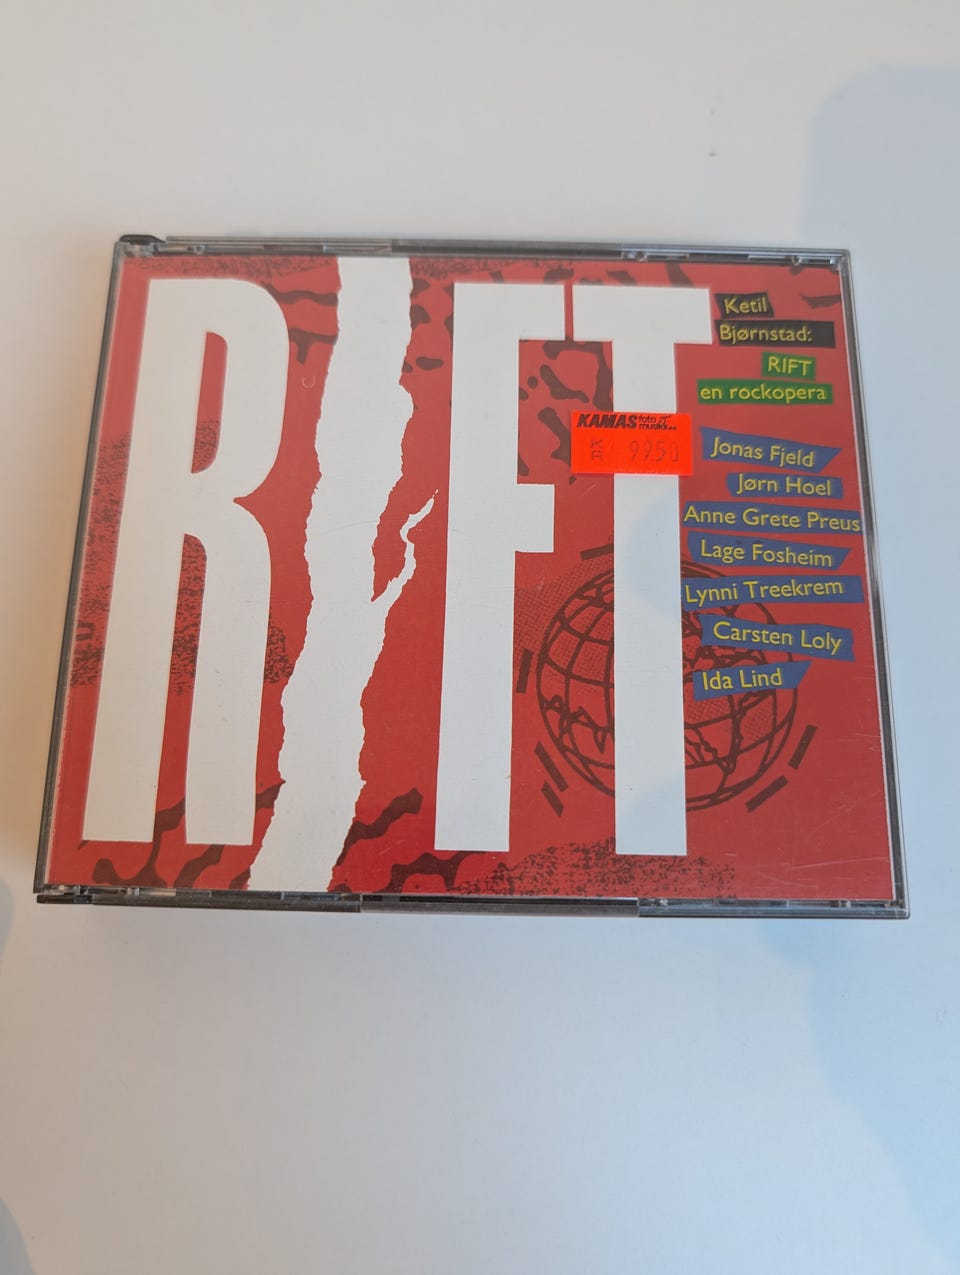 RIFT
Ketil
Bjørnstad:
RIFT
en rockopera
KAMAS foto
musikk
KR 99.50
Jonas Fjeld
Jørn Hoel
Anne Grete Preus
Lage Fosheim
Lynni Treekrem
Carsten Loly
Ida Lind